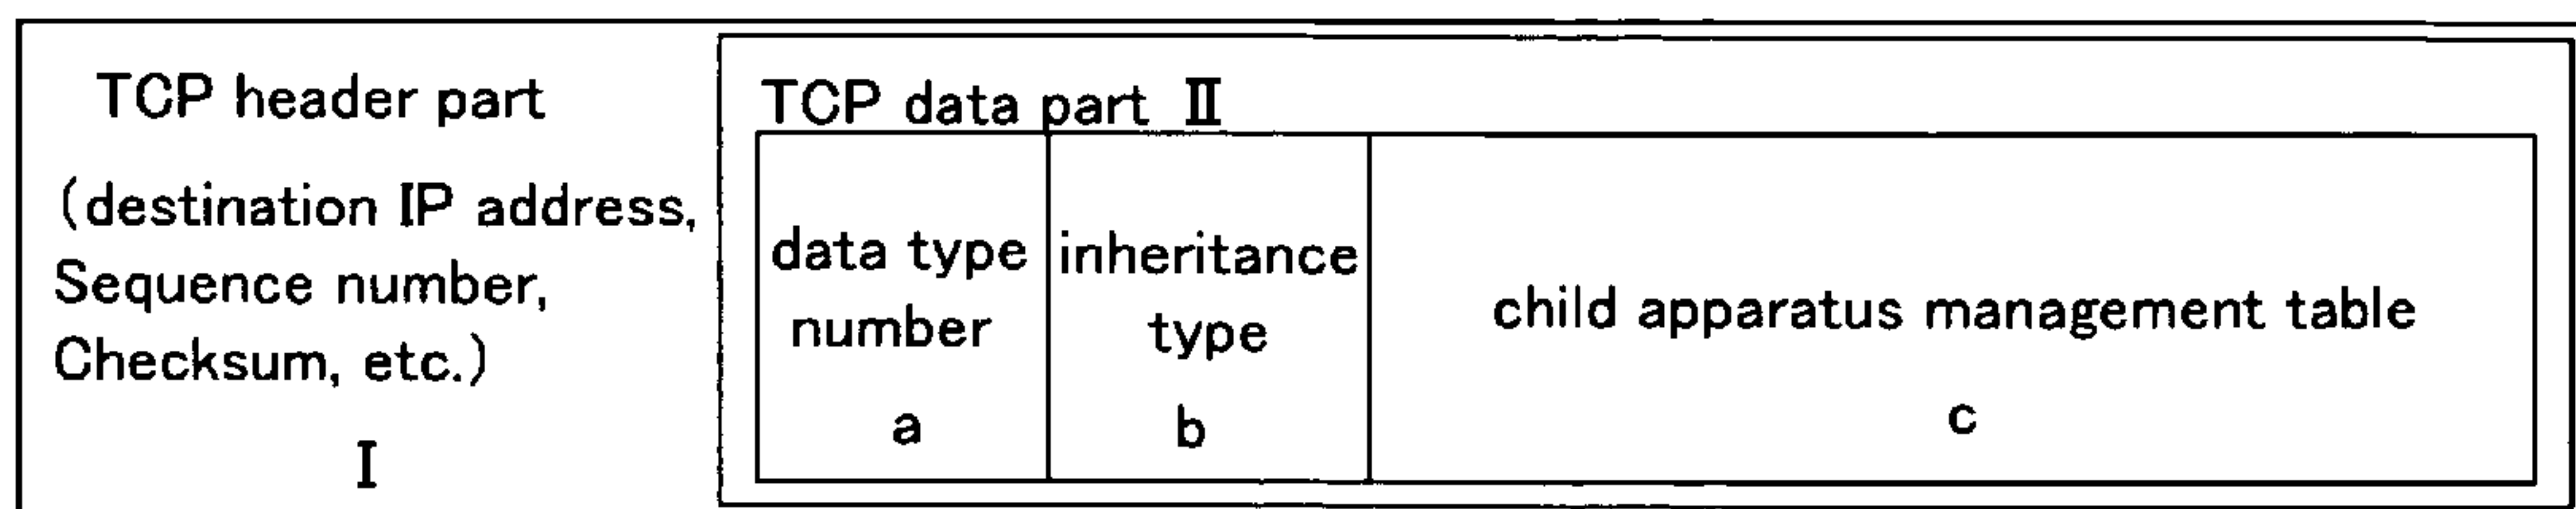 TCP header part
(destination IP address,
Sequence number,
Checksum, etc.)
I
TCP data part II
data type
number
a
inheritance
type
b
child apparatus management table
c